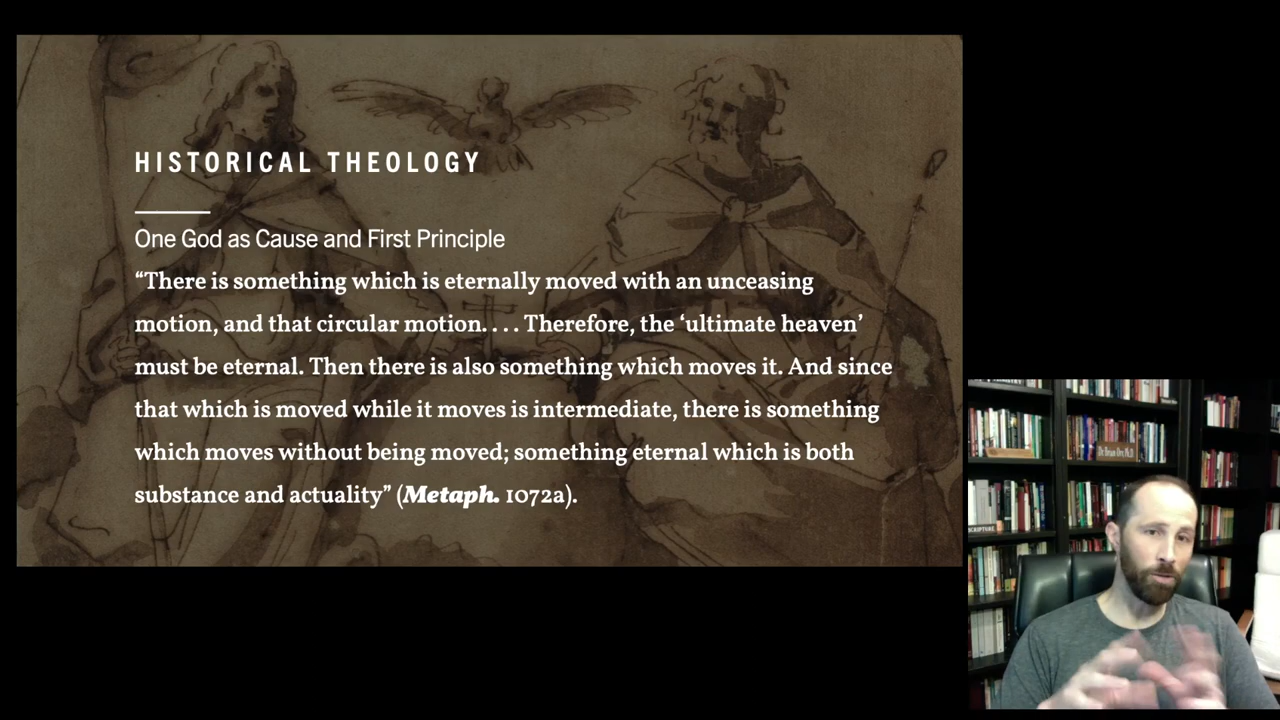 HISTORICAL THEOLOGY
One God as Cause and First Principle
“There is something which is eternally moved with an unceasing
motion, and that circular motion. . . . Therefore, the ‘ultimate heaven’
must be eternal. Then there is also something which moves it. And since
that which is moved while it moves is intermediate, there is something
which moves without being moved; something eternal which is both
substance and actuality” (Metaph. 1072a).
SCRIPTURE